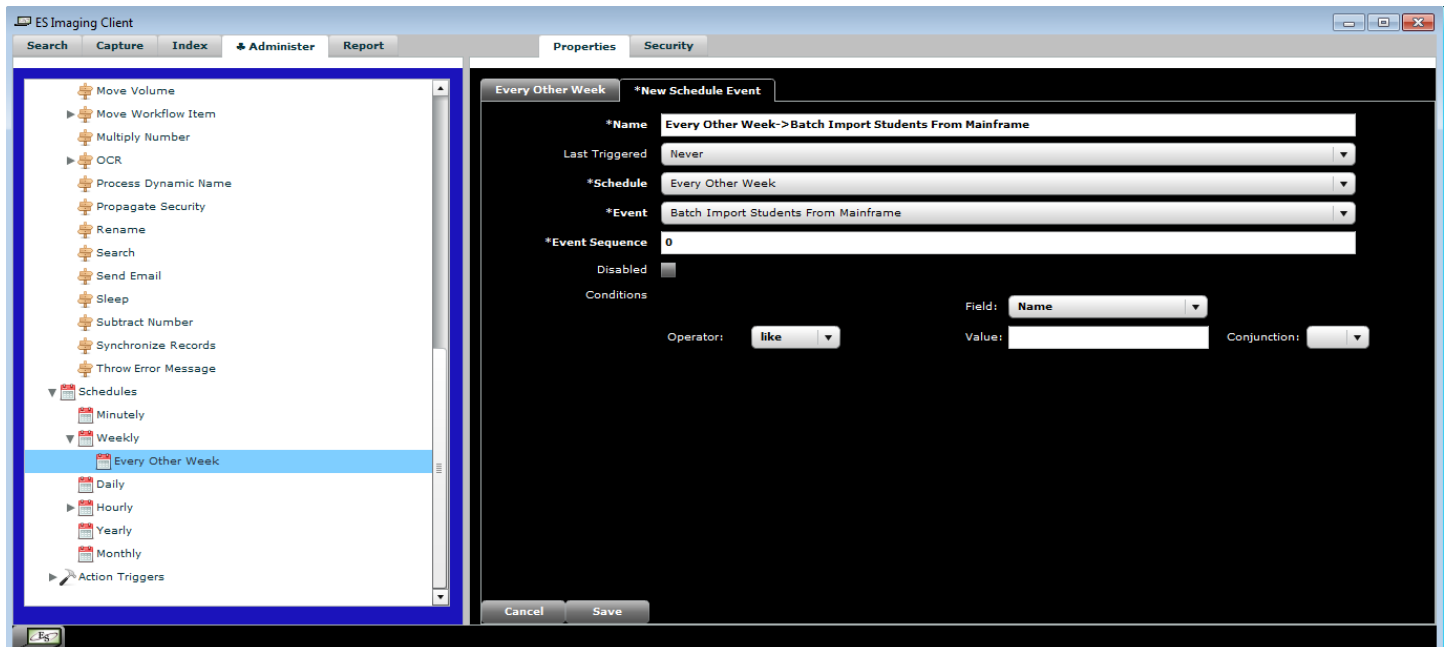 ES Imaging Client
Search Capture Index Administer Report Properties Security
Move Volume
Move Workflow Item
Multiply Number
OCR
Process Dynamic Name
Propagate Security
Rename
Search
Send Email
Sleep
Subtract Number
Synchronize Records
Throw Error Message
Schedules
Minutely
Weekly
Every Other Week
Daily
Hourly
Yearly
Monthly
Action Triggers
Every Other Week *New Schedule Event
*Name Every Other Week->Batch Import Students From Mainframe
Last Triggered Never
*Schedule Every Other Week
*Event Batch Import Students From Mainframe
*Event Sequence 0
Disabled
Conditions
Field: Name
Operator: like Value: Conjunction:
Cancel Save
ES